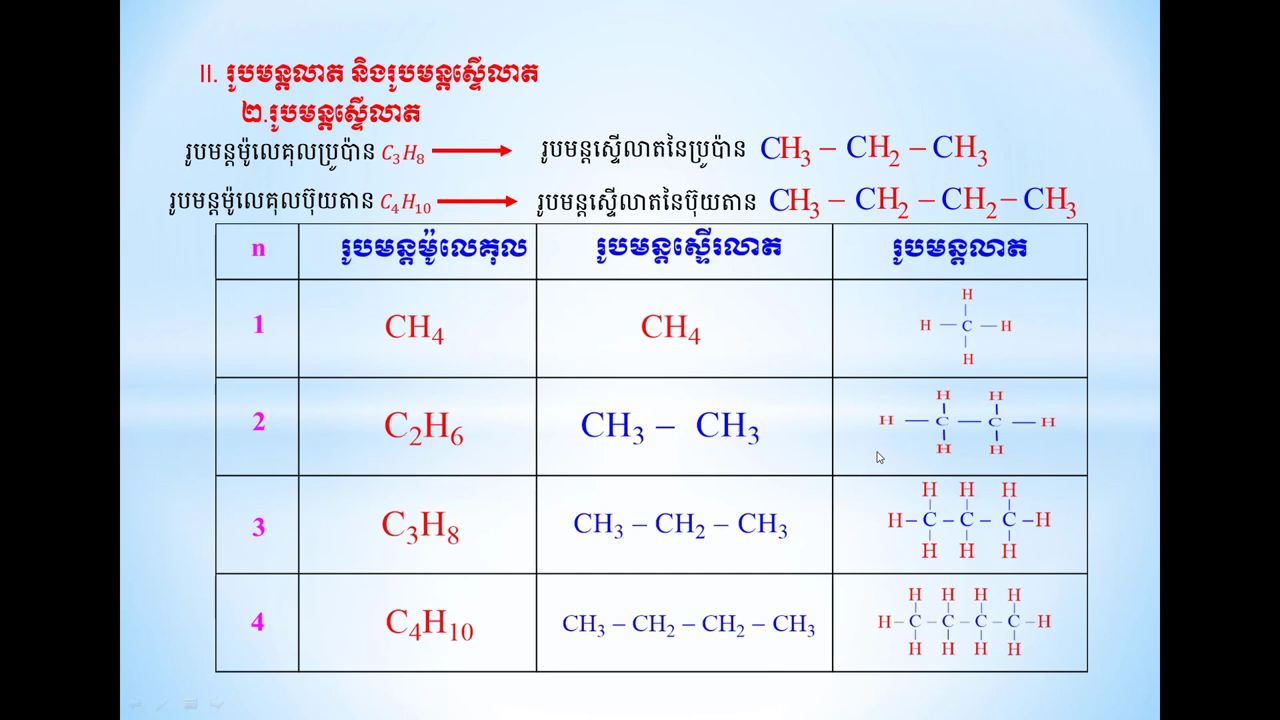 II. រូបមន្តលាត និងរូបមន្តស្ទើលាត
២.រូបមន្តស្ទើលាត
រូបមន្តម៉ូលេគុលប្រូប៉ាន C₃H₈ ⟶ រូបមន្តស្ទើលាតនៃប្រូប៉ាន CH₃ – CH₂ – CH₃
រូបមន្តម៉ូលេគុលប៊ុយតាន C₄H₁₀ ⟶ រូបមន្តស្ទើលាតនៃប៊ុយតាន CH₃ – CH₂ – CH₂ – CH₃
n រូបមន្តម៉ូលេគុល រូបមន្តស្ទើរលាត រូបមន្តលាត
H
1 CH₄ CH₄ H – C – H
H
H H
2 C₂H₆ CH₃ – CH₃ H – C – C – H
H H
H H H
3 C₃H₈ CH₃ – CH₂ – CH₃ H – C – C – C – H
H H H
H H H H
4 C₄H₁₀ CH₃ – CH₂ – CH₂ – CH₃ H – C – C – C – C – H
H H H H